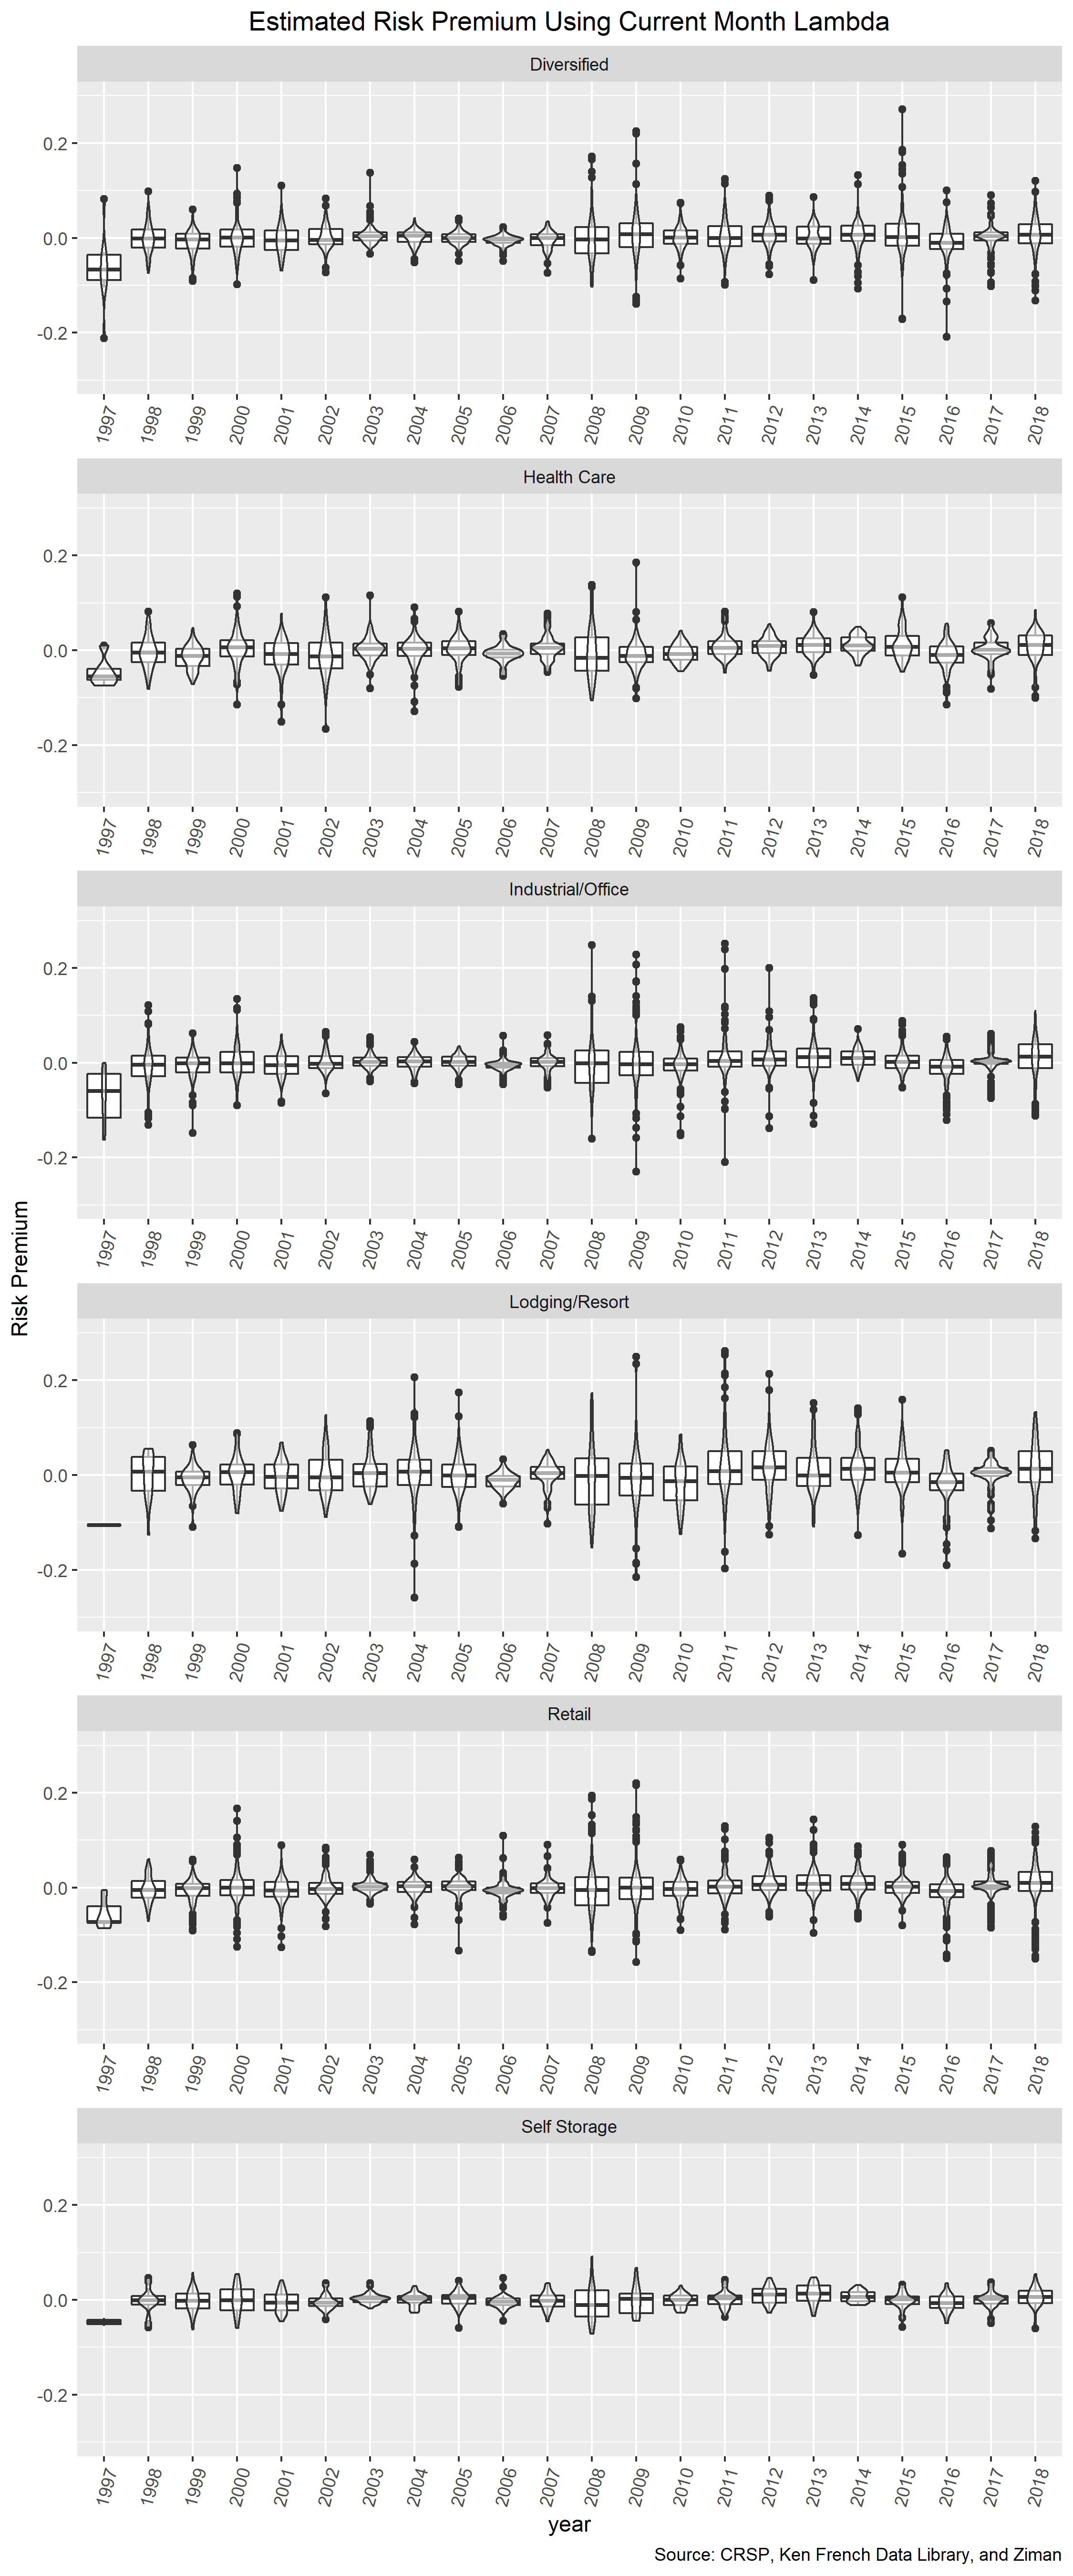 Estimated Risk Premium Using Current Month Lambda
Diversified
0.2
0.0
-0.2
1997 1998 1999 2000 2001 2002 2003 2004 2005 2006 2007 2008 2009 2010 2011 2012 2013 2014 2015 2016 2017 2018
Health Care
0.2
0.0
-0.2
1997 1998 1999 2000 2001 2002 2003 2004 2005 2006 2007 2008 2009 2010 2011 2012 2013 2014 2015 2016 2017 2018
Industrial/Office
0.2
0.0
-0.2
1997 1998 1999 2000 2001 2002 2003 2004 2005 2006 2007 2008 2009 2010 2011 2012 2013 2014 2015 2016 2017 2018
Risk Premium
Lodging/Resort
0.2
0.0
-0.2
1997 1998 1999 2000 2001 2002 2003 2004 2005 2006 2007 2008 2009 2010 2011 2012 2013 2014 2015 2016 2017 2018
Retail
0.2
0.0
-0.2
1997 1998 1999 2000 2001 2002 2003 2004 2005 2006 2007 2008 2009 2010 2011 2012 2013 2014 2015 2016 2017 2018
Self Storage
0.2
0.0
-0.2
1997 1998 1999 2000 2001 2002 2003 2004 2005 2006 2007 2008 2009 2010 2011 2012 2013 2014 2015 2016 2017 2018
year
Source: CRSP, Ken French Data Library, and Ziman